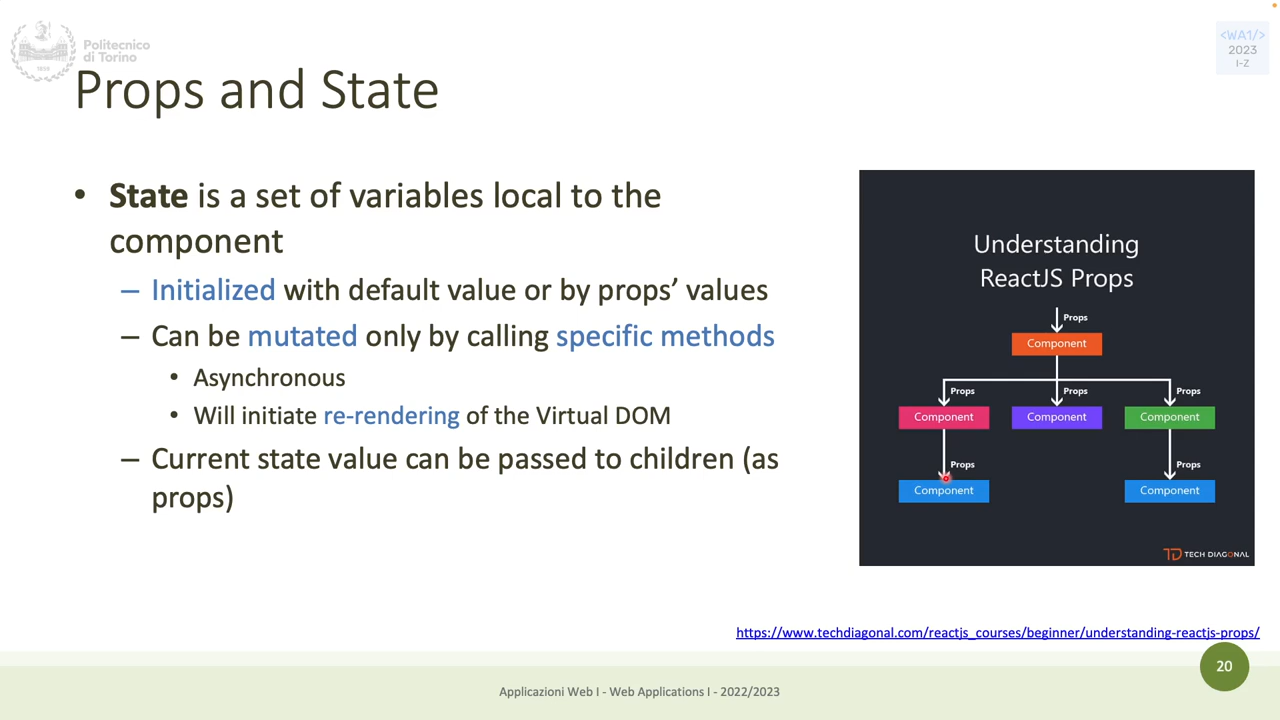 Politecnico
di Torino
1859
<WA1/>
2023
I-Z
Props and State
• State is a set of variables local to the
component
– Initialized with default value or by props’ values
– Can be mutated only by calling specific methods
• Asynchronous
• Will initiate re-rendering of the Virtual DOM
– Current state value can be passed to children (as
props)
Understanding
ReactJS Props
Props
Component
Props Props Props
Component Component Component
Props Props
Component Component
TD TECH DIAGONAL
https://www.techdiagonal.com/reactjs_courses/beginner/understanding-reactjs-props/
20
Applicazioni Web I - Web Applications I - 2022/2023